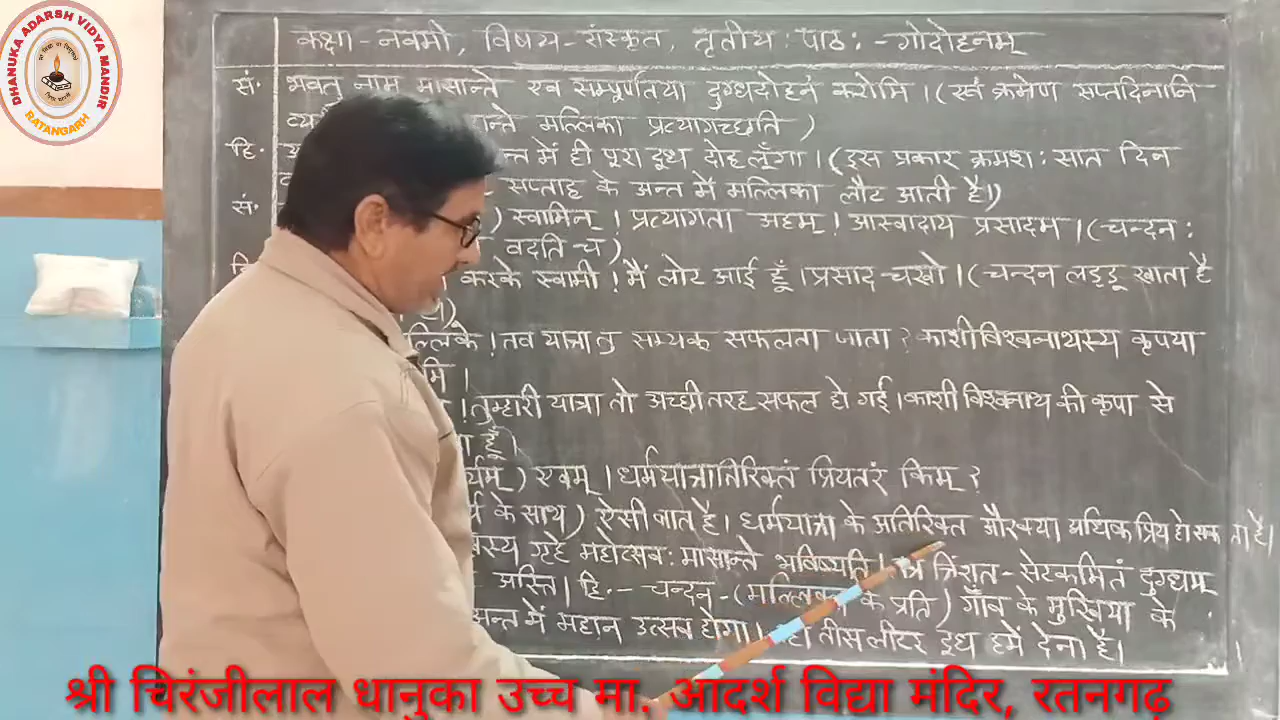 DHANUKA ADARSH VIDYA MANDIR
RATANGARH
कक्षा - नवमी, विषय - संस्कृत, तृतीय: पाठ: - गोदोहनम्
सं. भवतु नाम मासान्ते एव सम्पूर्णतया दुग्धदोहनं करोमि । (एवं क्रमेण सप्तदिनानि
मल्लिका प्रत्यागच्छति )
हि. में ही पूरा दूध दोह लूँगा । (इस प्रकार क्रमश: सात दिन
सप्ताह के अन्त में मल्लिका लौट आती है।)
सं. ) स्वामिन् ! प्रत्यागता अहम् ! आस्वादाय प्रसादम । (चन्दन :
वदति च )
करके स्वामी ! मैं लोट आई हूँ । प्रसाद चखो । (चन्दन लड्डू खाता है
! तव यात्रा तु सम्यक् सफलता जाता ? काशीविश्वनाथस्य कृपया
मि ।
! तुम्हारी यात्रा तो अच्छी तरह सफल हो गई । काशी विश्वनाथ की कृपा से
हूँ ।
) एवम् । धर्मयात्रातिरिक्तं प्रियतरं किम् ?
के साथ) ऐसी बात है। धर्मयात्रा के अतिरिक्त और क्या अधिक प्रिय हो सकता है।
गृहे महोत्सव: मासान्ते भविष्यति । तत्र त्रिंशत - सेटकमितं दुग्धम्
अस्ति । हि. - चन्दन - (मल्लिका के प्रति) गाँव के मुखिया के
अन्त में महान उत्सव होगा । तीस लीटर दूध हमें देना है।
श्री चिरंजीलाल धानुका उच्च मा. आदर्श विद्या मंदिर, रतनगढ़